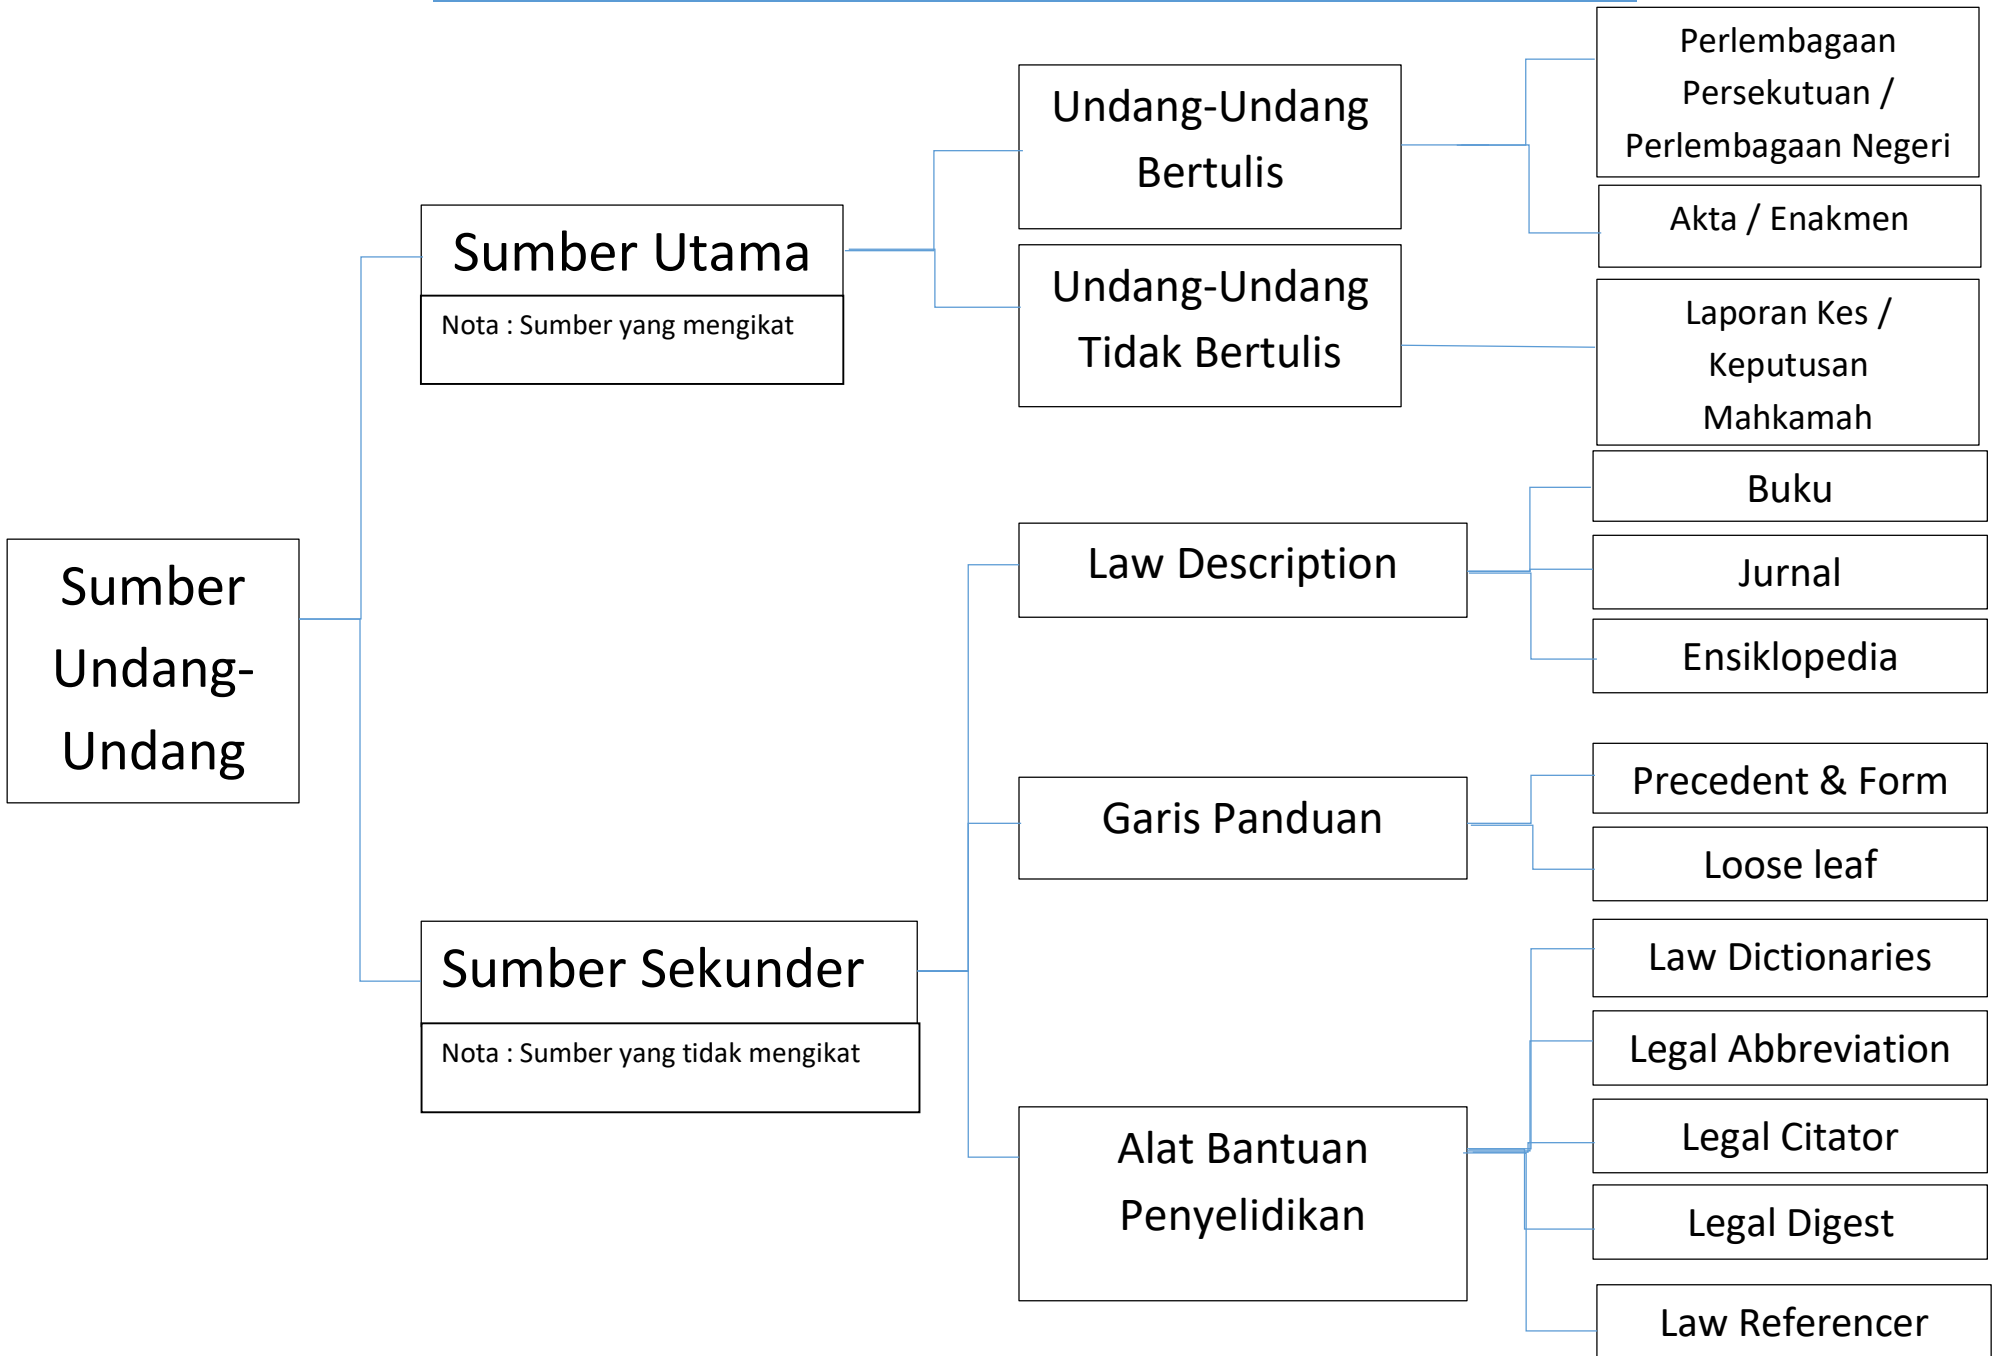 Sumber
Undang-
Undang
Sumber Utama
Nota : Sumber yang mengikat
Undang-Undang
Bertulis
Perlembagaan
Persekutuan /
Perlembagaan Negeri
Akta / Enakmen
Undang-Undang
Tidak Bertulis
Laporan Kes /
Keputusan
Mahkamah
Sumber Sekunder
Nota : Sumber yang tidak mengikat
Law Description
Buku
Jurnal
Ensiklopedia
Garis Panduan
Precedent & Form
Loose leaf
Alat Bantuan
Penyelidikan
Law Dictionaries
Legal Abbreviation
Legal Citator
Legal Digest
Law Referencer